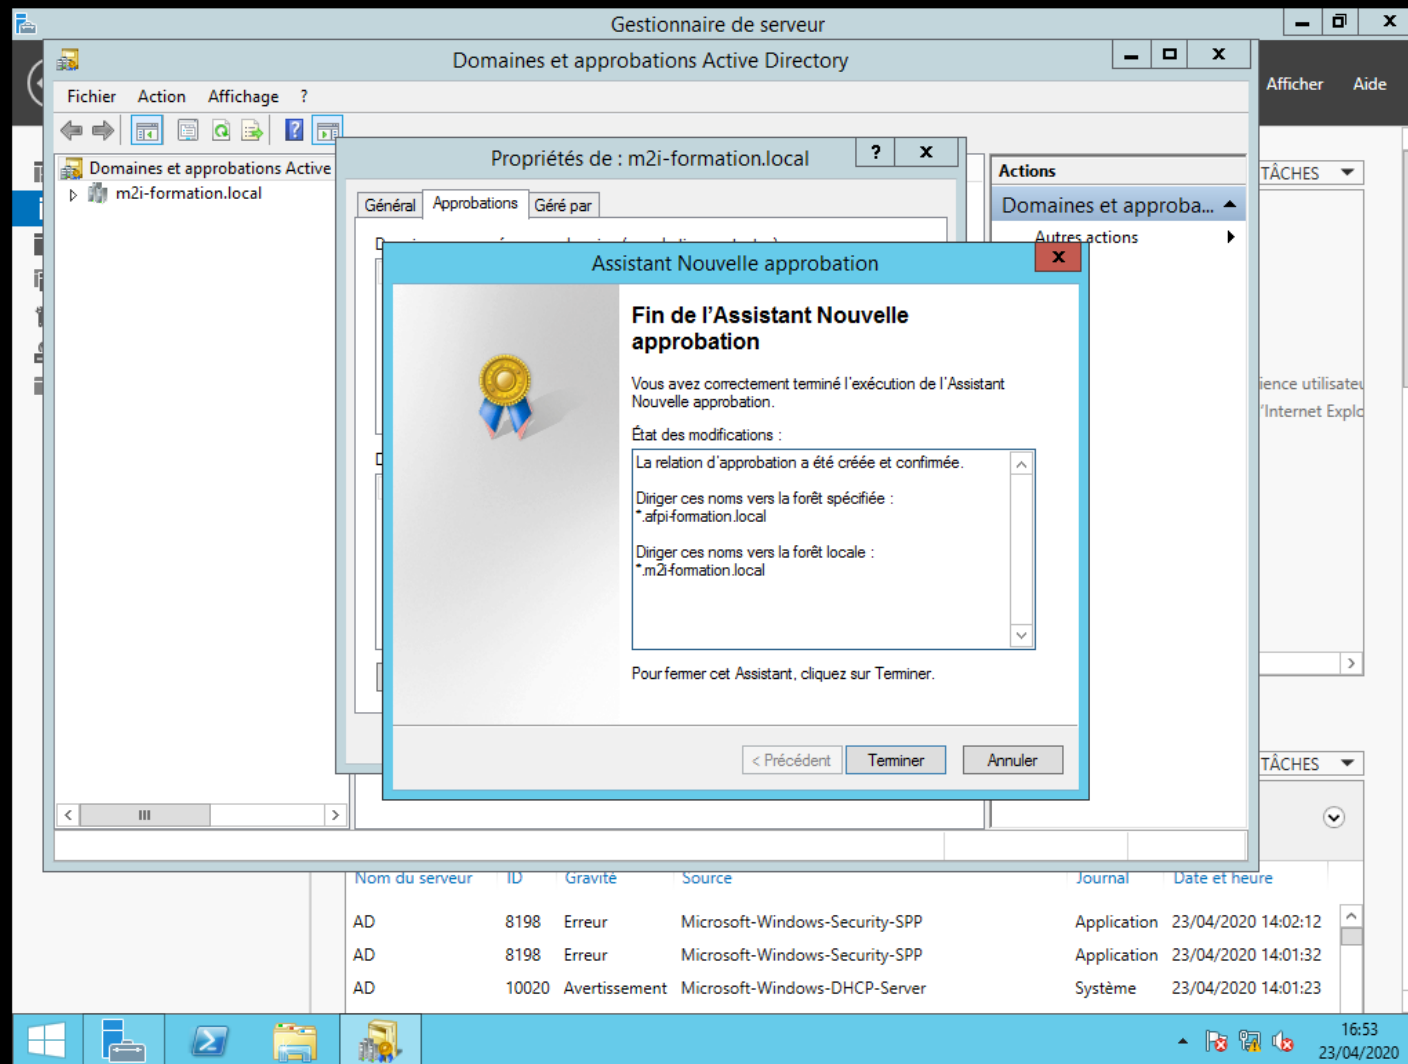 Gestionnaire de serveur
Domaines et approbations Active Directory
Afficher Aide
Fichier Action Affichage ?
Domaines et approbations Active
m2i-formation.local
Propriétés de : m2i-formation.local
? x
Général Approbations Géré par
Actions
Domaines et approba...
Autres actions
TÂCHES
Assistant Nouvelle approbation
Fin de l'Assistant Nouvelle
approbation
Vous avez correctement terminé l'exécution de l'Assistant
Nouvelle approbation.
État des modifications :
La relation d'approbation a été créée et confirmée.
Diriger ces noms vers la forêt spécifiée :
*.afpi-formation.local
Diriger ces noms vers la forêt locale :
*.m2i-formation.local
Pour fermer cet Assistant, cliquez sur Terminer.
< Précédent Terminer Annuler
ience utilisateu
'Internet Explo
TÂCHES
Nom du serveur ID Gravité Source Journal Date et heure
AD 8198 Erreur Microsoft-Windows-Security-SPP Application 23/04/2020 14:02:12
AD 8198 Erreur Microsoft-Windows-Security-SPP Application 23/04/2020 14:01:32
AD 10020 Avertissement Microsoft-Windows-DHCP-Server Système 23/04/2020 14:01:23
16:53
23/04/2020